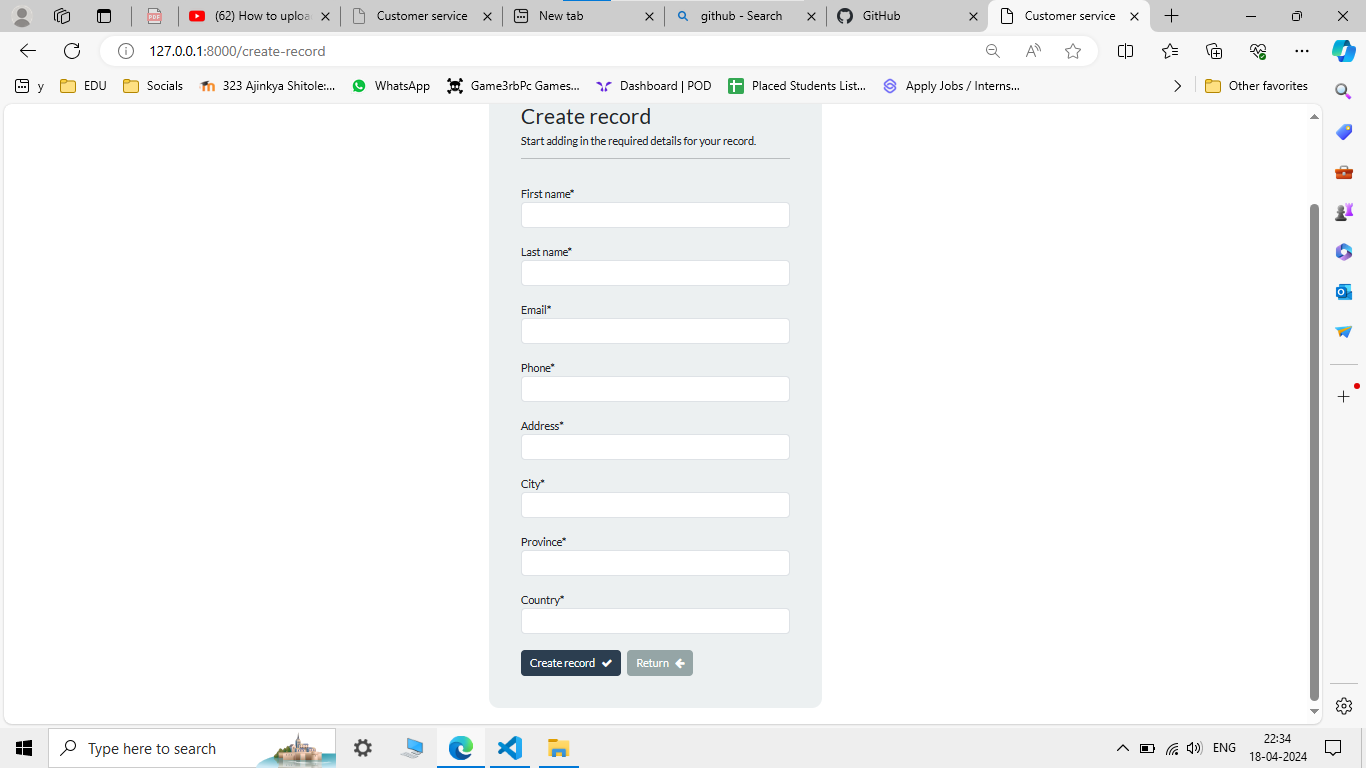 (62) How to uploa
Customer service
New tab
github - Search
GitHub
Customer service
127.0.0.1:8000/create-record
y
EDU
Socials
323 Ajinkya Shitole:...
WhatsApp
Game3rbPc Games...
Dashboard | POD
Placed Students List...
Apply Jobs / Interns...
Other favorites
Create record
Start adding in the required details for your record.
First name*
Last name*
Email*
Phone*
Address*
City*
Province*
Country*
Create record
Return
Type here to search
ENG
22:34
18-04-2024